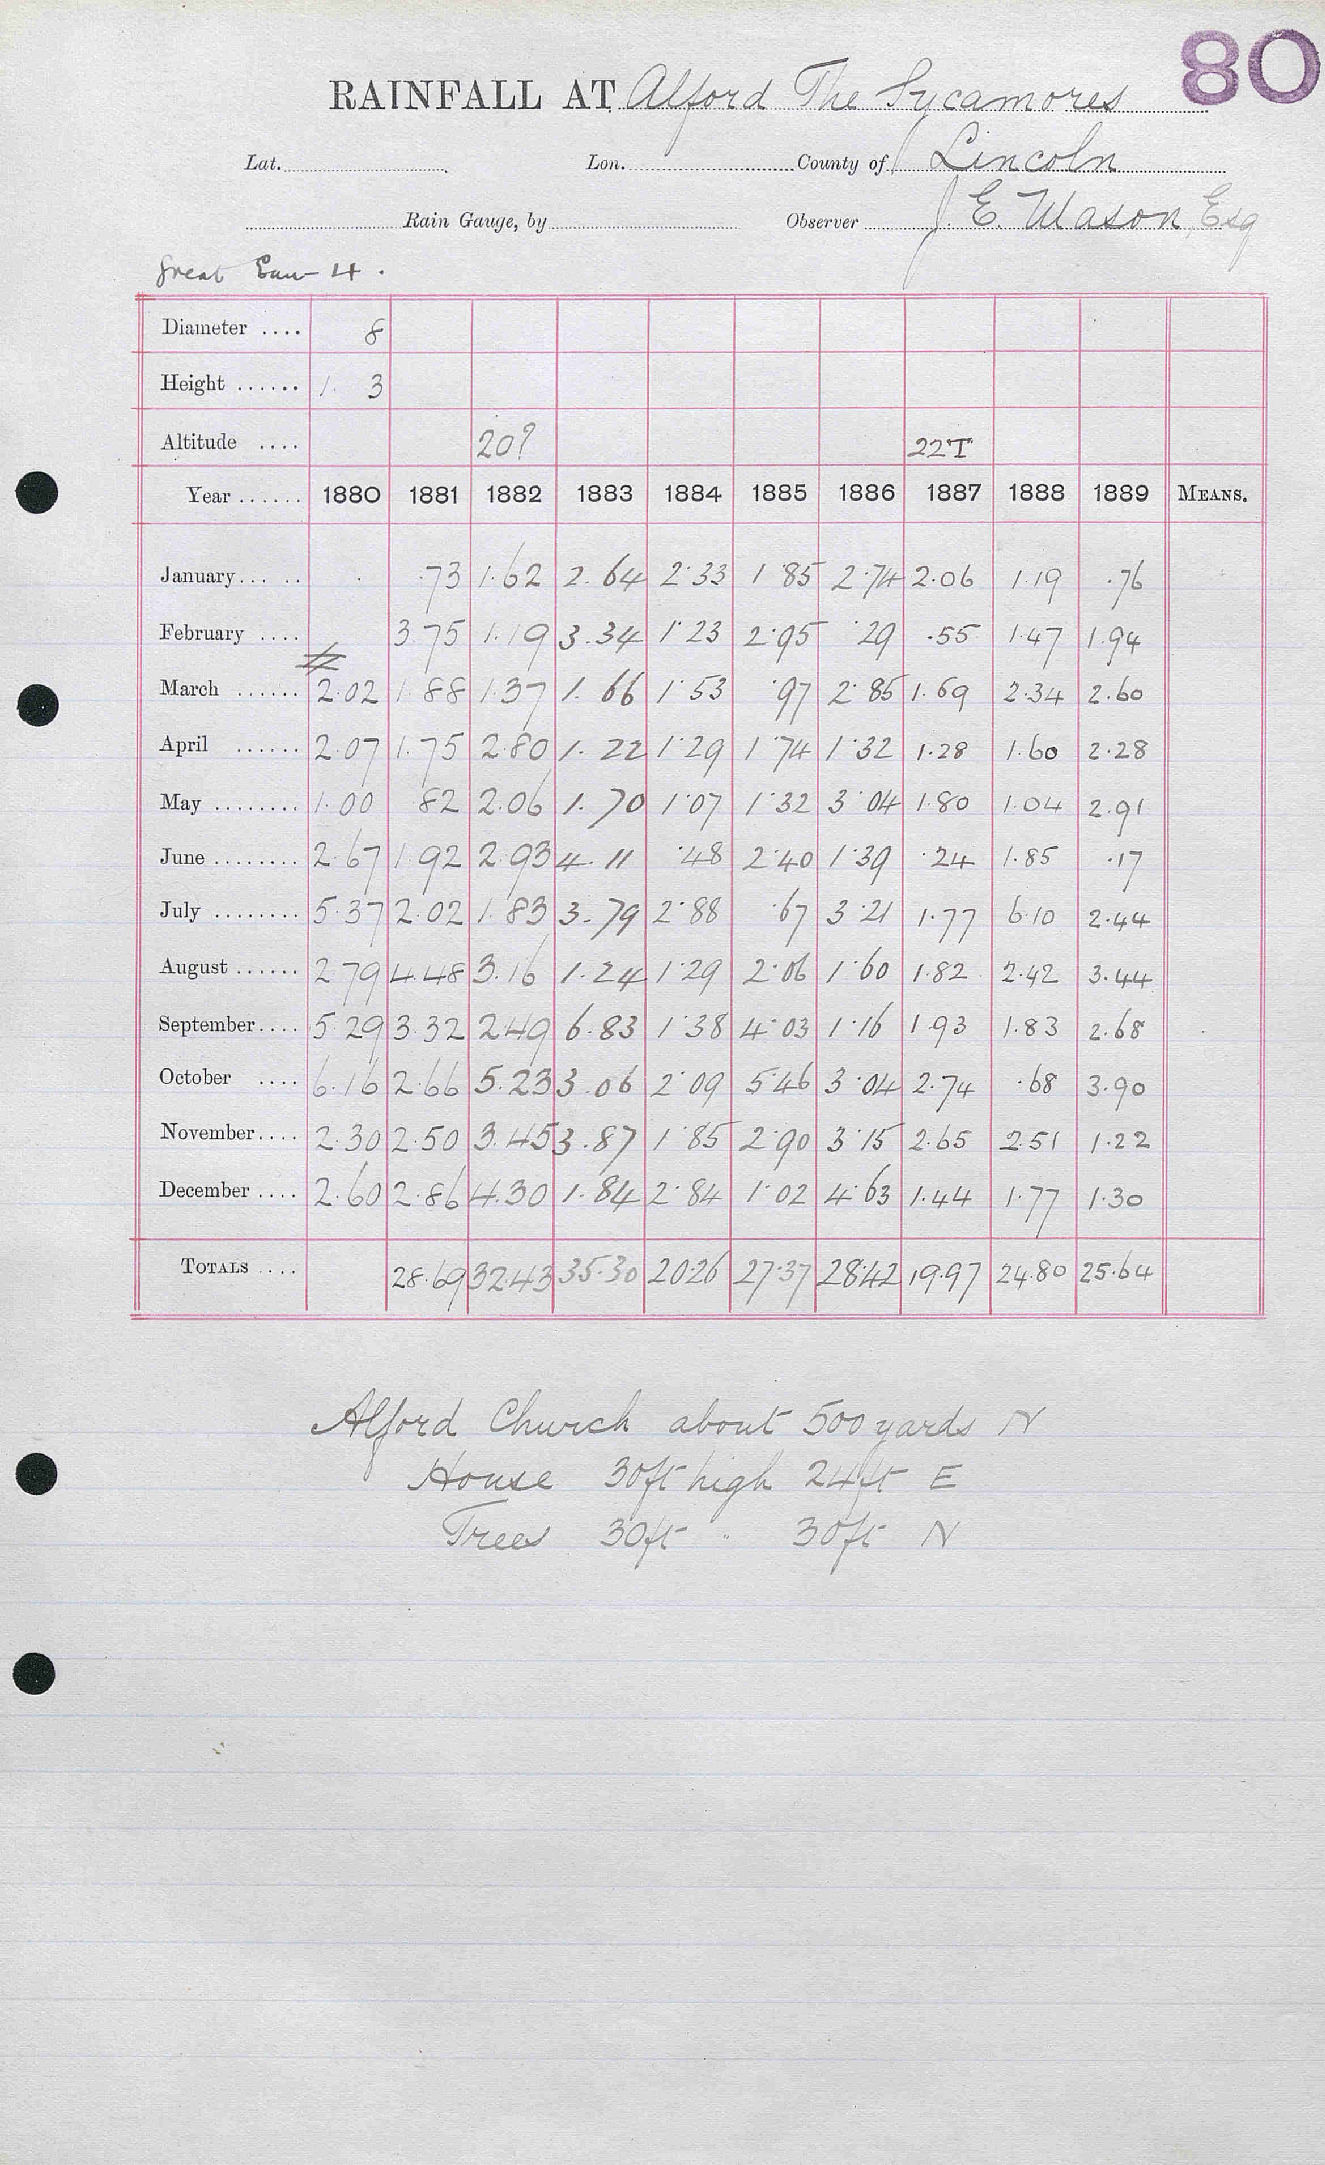 80
RAINFALL AT Alford The Sycamores
Lat. Lon. County of Lincoln
Rain Gauge, by Observer J. E. Mason Esq
Great Eau 4.
Diameter .... 8
Height ...... 1. 3
Altitude .... 20? 22T
Year ...... 1880 1881 1882 1883 1884 1885 1886 1887 1888 1889 MEANS.
January... .. .73 1.62 2.64 2.33 1.85 2.74 2.06 1.19 .76
February .... 3.75 1.19 3.34 1.23 2.95 .29 .55 1.47 1.94
March ...... 2.02 1.88 1.37 1.66 1.53 .97 2.85 1.69 2.34 2.60
April ...... 2.07 1.75 2.80 1.22 1.29 1.74 1.32 1.28 1.60 2.28
May ........ 1.00 .82 2.06 1.70 1.07 1.32 3.04 1.80 1.04 2.91
June ........ 2.67 1.92 2.93 4.11 .48 2.40 1.39 .24 1.85 .17
July ........ 5.37 2.02 1.83 3.79 2.88 .67 3.21 1.77 6.10 2.44
August ...... 2.79 4.48 3.16 1.24 1.29 2.06 1.60 1.82 2.42 3.44
September.... 5.29 3.32 2.49 6.83 1.38 4.03 1.16 1.93 1.83 2.68
October .... 6.16 2.66 5.23 3.06 2.09 5.46 3.04 2.74 .68 3.90
November.... 2.30 2.50 3.45 3.87 1.85 2.90 3.15 2.65 2.51 1.22
December .... 2.60 2.86 4.30 1.84 2.84 1.02 4.63 1.44 1.77 1.30
TOTALS .... 28.69 32.43 35.30 20.26 27.37 28.42 19.97 24.80 25.64
Alford Church about 500 yards N
House 30ft high 24ft E
Trees 30ft " 30ft N